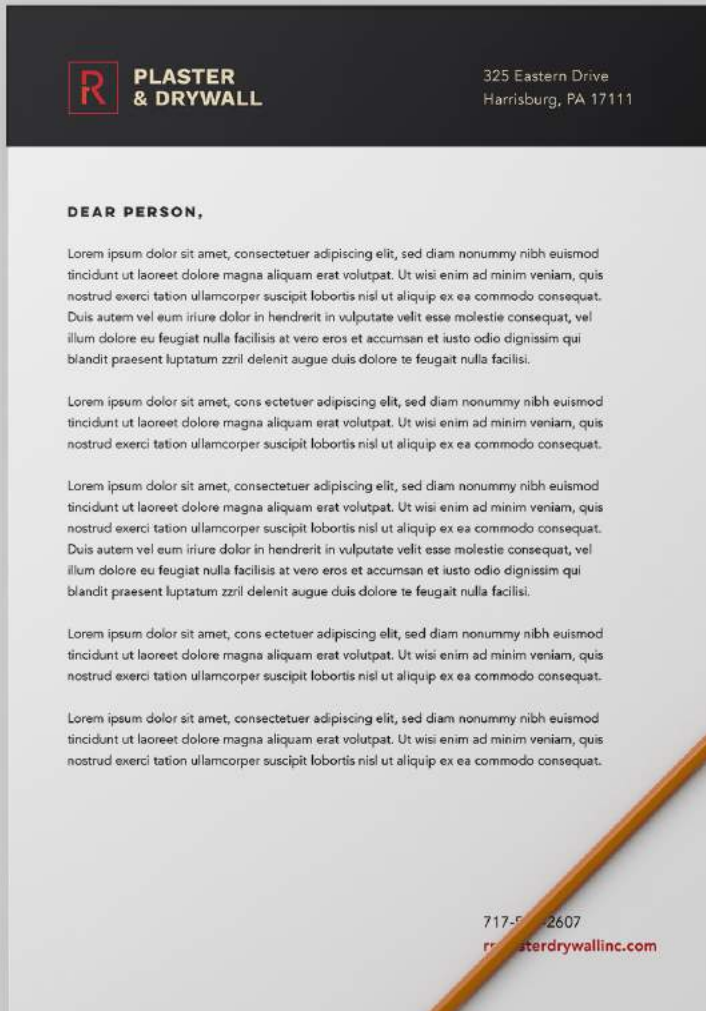 R
PLASTER
& DRYWALL
325 Eastern Drive
Harrisburg, PA 17111
DEAR PERSON,
Lorem ipsum dolor sit amet, consectetuer adipiscing elit, sed diam nonummy nibh euismod
tincidunt ut laoreet dolore magna aliquam erat volutpat. Ut wisi enim ad minim veniam, quis
nostrud exerci tation ullamcorper suscipit lobortis nisl ut aliquip ex ea commodo consequat.
Duis autem vel eum iriure dolor in hendrerit in vulputate velit esse molestie consequat, vel
illum dolore eu feugiat nulla facilisis at vero eros et accumsan et iusto odio dignissim qui
blandit praesent luptatum zzril delenit augue duis dolore te feugait nulla facilisi.
Lorem ipsum dolor sit amet, cons ectetuer adipiscing elit, sed diam nonummy nibh euismod
tincidunt ut laoreet dolore magna aliquam erat volutpat. Ut wisi enim ad minim veniam, quis
nostrud exerci tation ullamcorper suscipit lobortis nisl ut aliquip ex ea commodo consequat.
Lorem ipsum dolor sit amet, consectetuer adipiscing elit, sed diam nonummy nibh euismod
tincidunt ut laoreet dolore magna aliquam erat volutpat. Ut wisi enim ad minim veniam, quis
nostrud exerci tation ullamcorper suscipit lobortis nisl ut aliquip ex ea commodo consequat.
Duis autem vel eum iriure dolor in hendrerit in vulputate velit esse molestie consequat, vel
illum dolore eu feugiat nulla facilisis at vero eros et accumsan et iusto odio dignissim qui
blandit praesent luptatum zzril delenit augue duis dolore te feugait nulla facilisi.
Lorem ipsum dolor sit amet, cons ectetuer adipiscing elit, sed diam nonummy nibh euismod
tincidunt ut laoreet dolore magna aliquam erat volutpat. Ut wisi enim ad minim veniam, quis
nostrud exerci tation ullamcorper suscipit lobortis nisl ut aliquip ex ea commodo consequat.
Lorem ipsum dolor sit amet, consectetuer adipiscing elit, sed diam nonummy nibh euismod
tincidunt ut laoreet dolore magna aliquam erat volutpat. Ut wisi enim ad minim veniam, quis
nostrud exerci tation ullamcorper suscipit lobortis nisl ut aliquip ex ea commodo consequat.